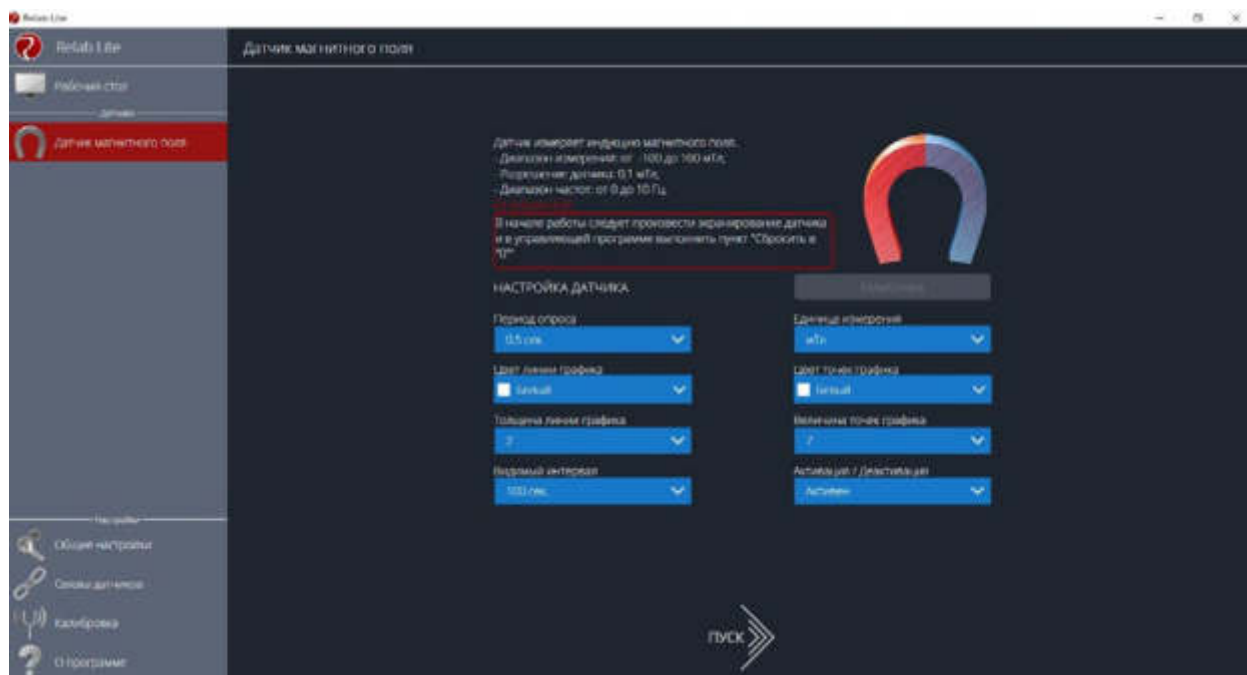 Relab Lite
Relab Lite
Датчик магнитного поля
Рабочий стол
Датчики
Датчик магнитного поля
Датчик измеряет индукцию магнитного поля.
- Диапазон измерений: от -100 до 100 мТл;
- Разрешение датчика: 0,1 мТл;
- Диапазон частот: от 0 до 10 Гц
В начале работы следует произвести экранирование датчика
и в управляющей программе выполнить пункт "Сбросить в
"0""
НАСТРОЙКА ДАТЧИКА
Период опроса
Единица измерения
0.5 сек.
мТл
Цвет линии графика
Цвет точек графика
Белый
Белый
Толщина линии графика
Величина точек графика
2
7
Видимый интервал
Активация / Деактивация
100 сек.
Активен
Настройки
Общие настройки
Связка датчиков
Калибровка
О программе
ПУСК